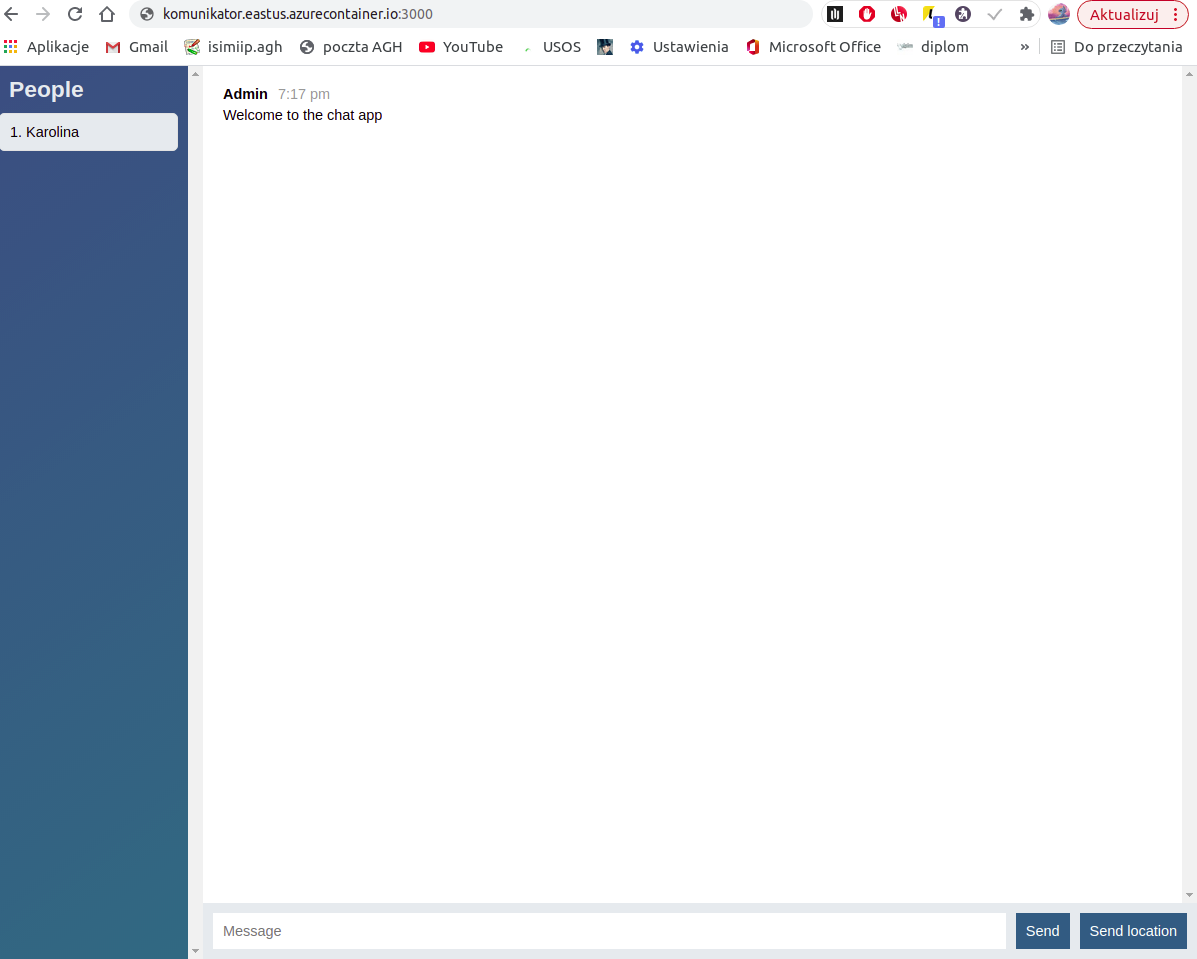 komunikator.eastus.azurecontainer.io:3000
Aktualizuj
Aplikacje Gmail isimiip.agh poczta AGH YouTube USOS Ustawienia Microsoft Office diplom » Do przeczytania
People
1. Karolina
Admin 7:17 pm
Welcome to the chat app
Message Send Send location